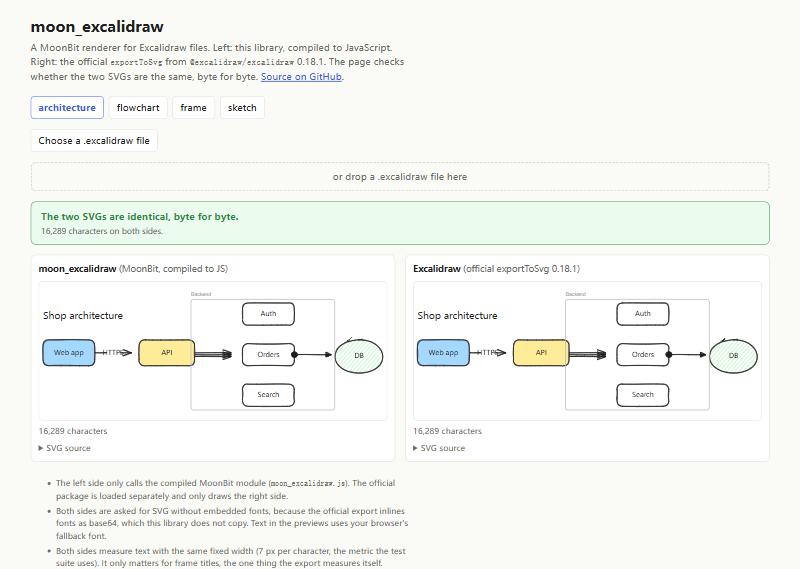 moon_excalidraw
A MoonBit renderer for Excalidraw files. Left: this library, compiled to JavaScript.
Right: the official exportToSvg from @excalidraw/excalidraw 0.18.1. The page checks
whether the two SVGs are the same, byte for byte. Source on GitHub.
architecture flowchart frame sketch
Choose a .excalidraw file
or drop a .excalidraw file here
The two SVGs are identical, byte for byte.
16,289 characters on both sides.
moon_excalidraw (MoonBit, compiled to JS)
Backend
Shop architecture
Auth
Web app HTTPS API Orders DB
Search
16,289 characters
▶ SVG source
Excalidraw (official exportToSvg 0.18.1)
Backend
Shop architecture
Auth
Web app HTTPS API Orders DB
Search
16,289 characters
▶ SVG source
• The left side only calls the compiled MoonBit module (moon_excalidraw.js). The official
package is loaded separately and only draws the right side.
• Both sides are asked for SVG without embedded fonts, because the official export inlines
fonts as base64, which this library does not copy. Text in the previews uses your browser's
fallback font.
• Both sides measure text with the same fixed width (7 px per character, the metric the test
suite uses). It only matters for frame titles, the one thing the export measures itself.